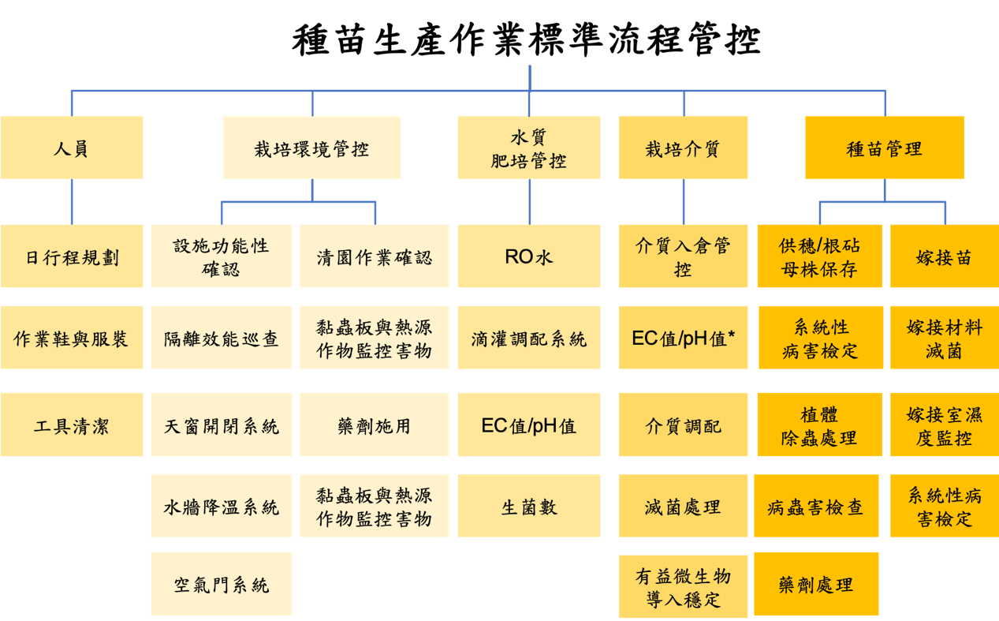 種苗生產作業標準流程管控
人員
栽培環境管控
水質
肥培管控
栽培介質
種苗管理
日行程規劃
設施功能性
確認
清園作業確認
RO水
介質入倉管
控
供穗/根砧
母株保存
嫁接苗
作業鞋與服裝
隔離效能巡查
黏蟲板與熱源
作物監控害物
滴灌調配系統
EC值/pH值*
系統性
病害檢定
嫁接材料
滅菌
工具清潔
天窗開閉系統
藥劑施用
EC值/pH值
介質調配
植體
除蟲處理
嫁接室濕
度監控
水牆降溫系統
黏蟲板與熱源
作物監控害物
生菌數
滅菌處理
病蟲害檢查
系統性病
害檢定
空氣門系統
有益微生物
導入穩定
藥劑處理